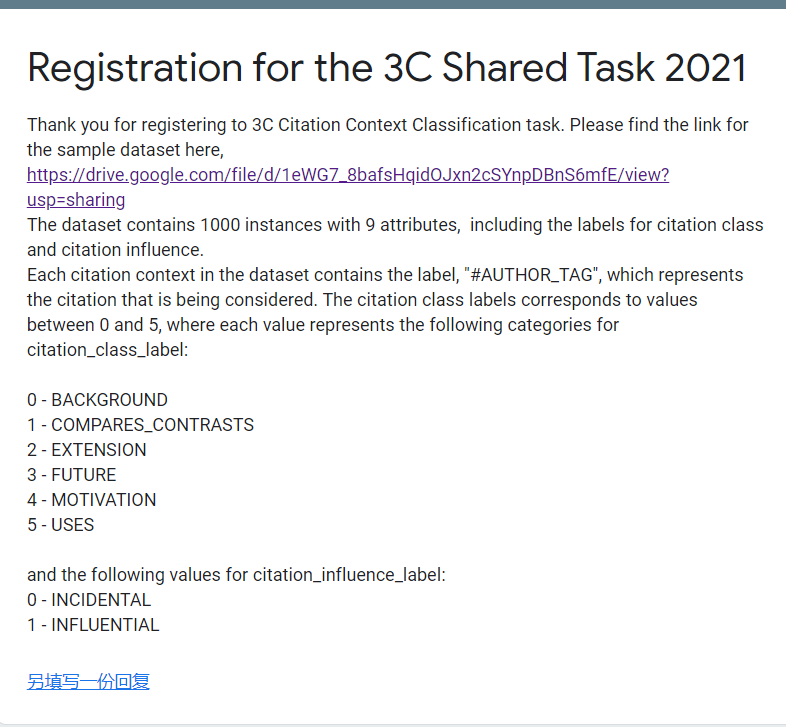 Registration for the 3C Shared Task 2021
Thank you for registering to 3C Citation Context Classification task. Please find the link for
the sample dataset here,
https://drive.google.com/file/d/1eWG7_8bafsHqidOJxn2cSYnpDBnS6mfE/view?
usp=sharing
The dataset contains 1000 instances with 9 attributes,  including the labels for citation class
and citation influence.
Each citation context in the dataset contains the label, "#AUTHOR_TAG", which represents
the citation that is being considered. The citation class labels corresponds to values
between 0 and 5, where each value represents the following categories for
citation_class_label:
0 - BACKGROUND
1 - COMPARES_CONTRASTS
2 - EXTENSION
3 - FUTURE
4 - MOTIVATION
5 - USES
and the following values for citation_influence_label:
0 - INCIDENTAL
1 - INFLUENTIAL
另填写一份回复